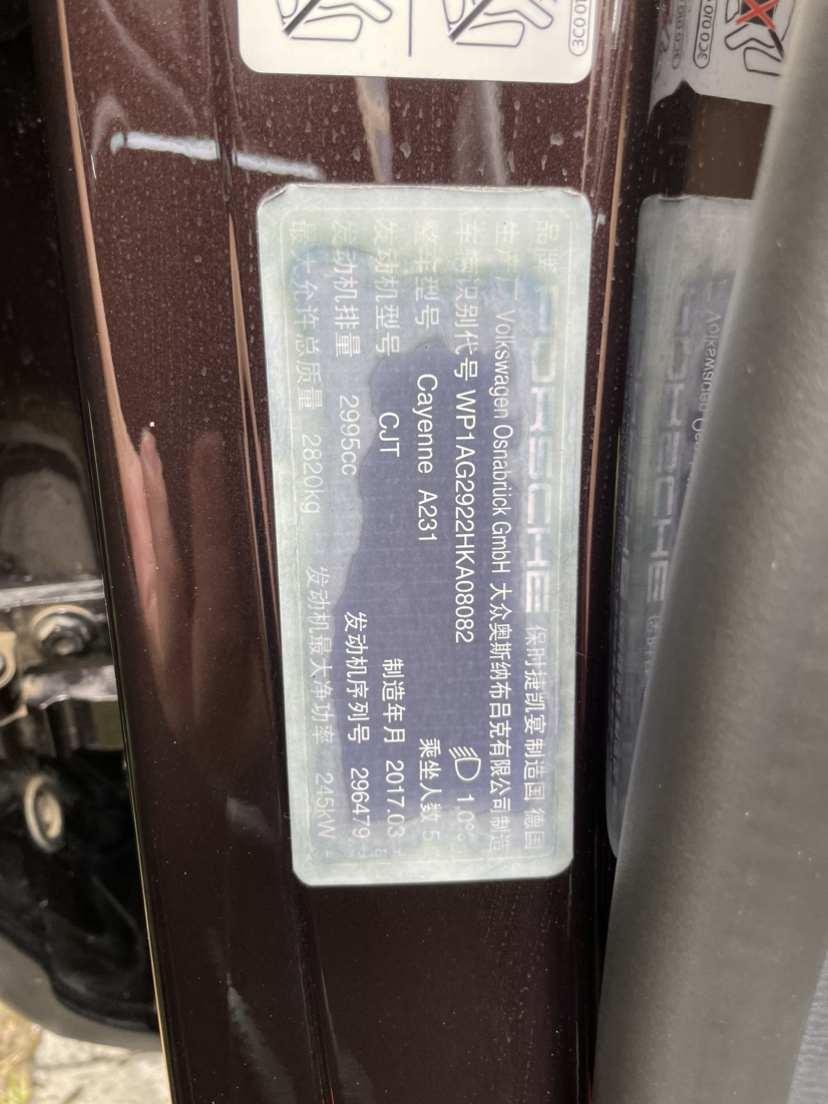 品牌 PORSCHE 保时捷凯宴 制造国 德国
生产厂 Volkswagen Osnabrück GmbH 大众奥斯纳布吕克有限公司制造
车辆识别代号 WP1AG2922HKA08082 1.0%
整车型号 Cayenne A231 乘坐人数 5
发动机型号 CJT 制造年月 2017.03
发动机排量 2995cc 发动机序列号 296479
最大允许总质量 2820kg 发动机最大净功率 245kW